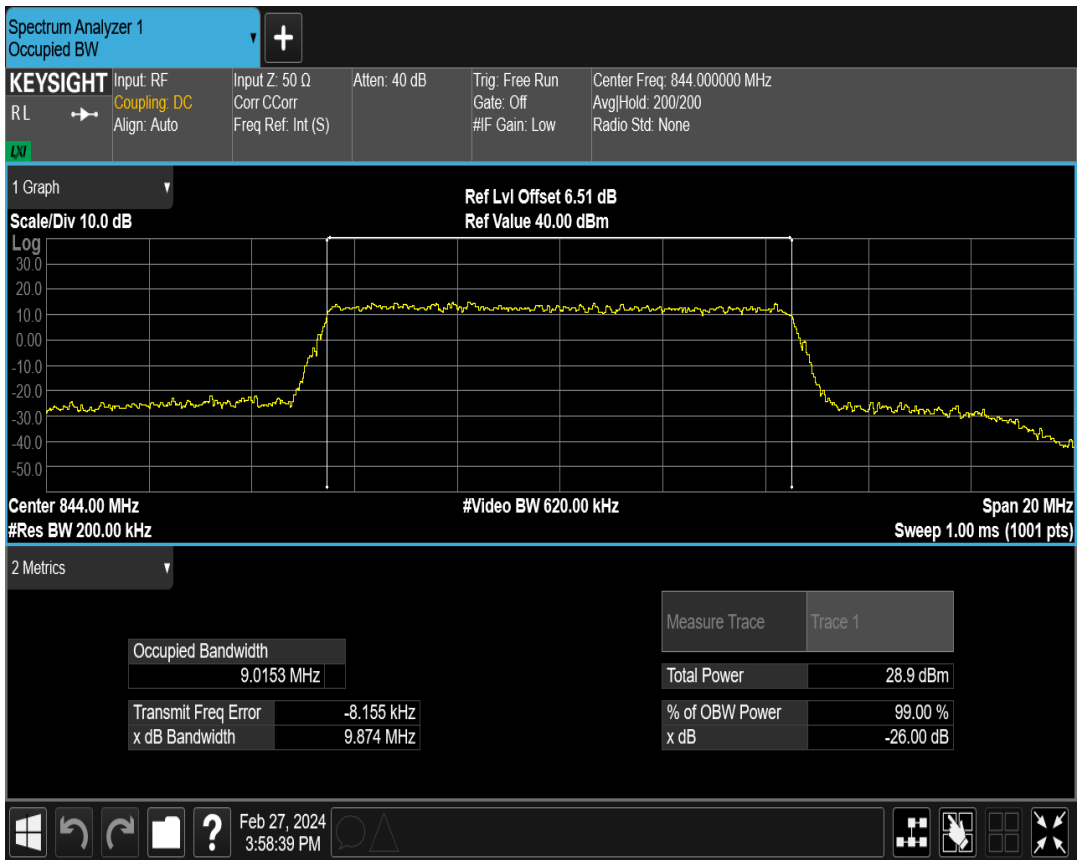 Spectrum Analyzer 1
Occupied BW
+
KEYSIGHT
RL
LXI
Input: RF
Coupling: DC
Align: Auto
Input Z: 50 Ω
Corr CCorr
Freq Ref: Int (S)
Atten: 40 dB
Trig: Free Run
Gate: Off
#IF Gain: Low
Center Freq: 844.000000 MHz
Avg|Hold: 200/200
Radio Std: None
1 Graph
Ref Lvl Offset 6.51 dB
Scale/Div 10.0 dB
Ref Value 40.00 dBm
Log
30.0
20.0
10.0
0.00
-10.0
-20.0
-30.0
-40.0
-50.0
Center 844.00 MHz
#Video BW 620.00 kHz
Span 20 MHz
#Res BW 200.00 kHz
Sweep 1.00 ms (1001 pts)
2 Metrics
Measure Trace Trace 1
Occupied Bandwidth
9.0153 MHz
Total Power 28.9 dBm
Transmit Freq Error -8.155 kHz
% of OBW Power 99.00 %
x dB Bandwidth 9.874 MHz
x dB -26.00 dB
?
Feb 27, 2024
3:58:39 PM